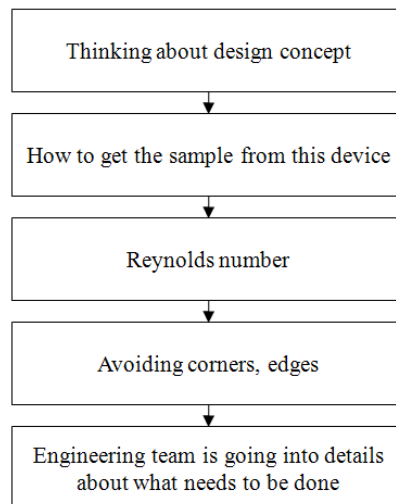 Thinking about design concept
How to get the sample from this device
Reynolds number
Avoiding corners, edges
Engineering team is going into details
about what needs to be done